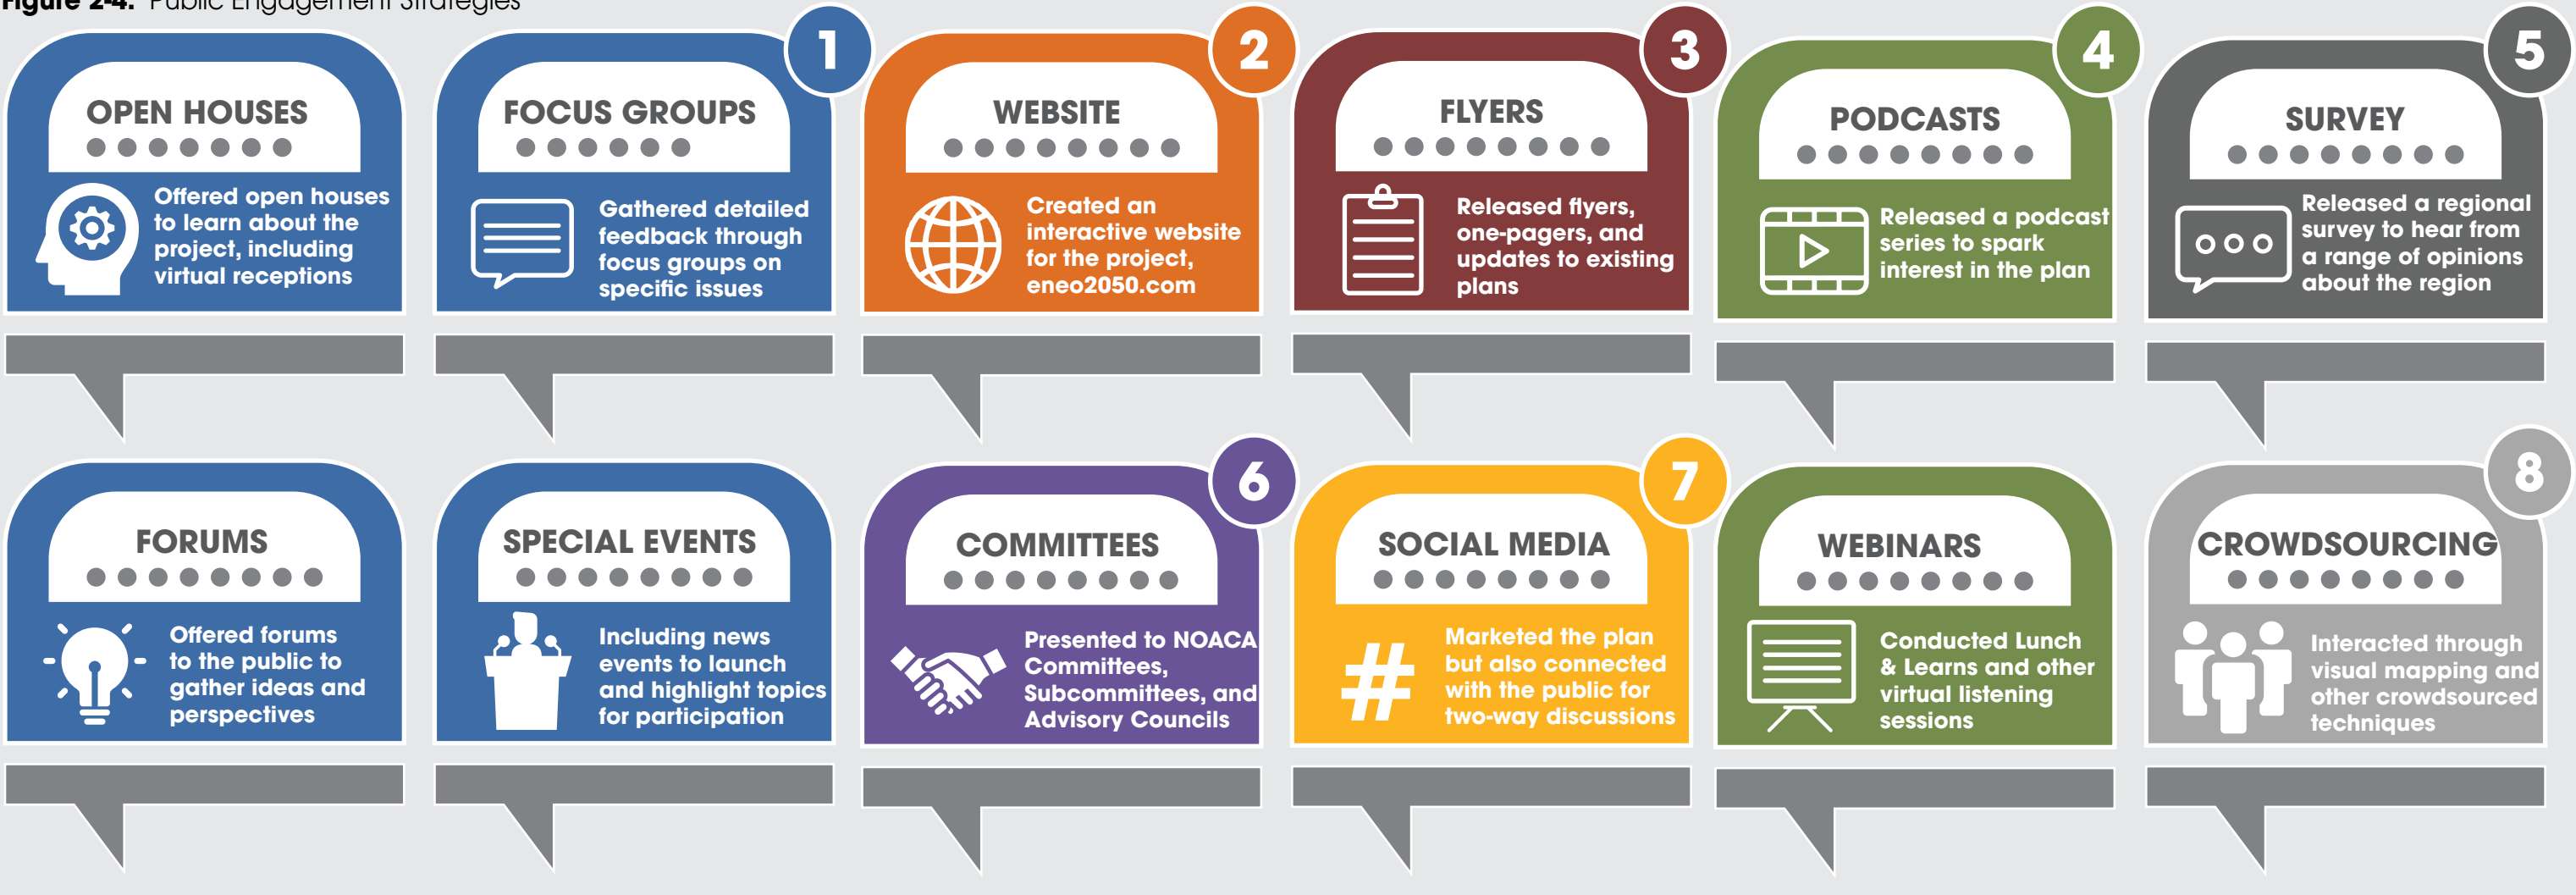 Figure 2-4. Public Engagement Strategies
OPEN HOUSES
Offered open houses
to learn about the
project, including
virtual receptions
1
FOCUS GROUPS
Gathered detailed
feedback through
focus groups on
specific issues
2
WEBSITE
Created an
interactive website
for the project,
eneo2050.com
3
FLYERS
Released flyers,
one-pagers, and
updates to existing
plans
4
PODCASTS
Released a podcast
series to spark
interest in the plan
5
SURVEY
Released a regional
survey to hear from
a range of opinions
about the region
FORUMS
Offered forums
to the public to
gather ideas and
perspectives
SPECIAL EVENTS
Including news
events to launch
and highlight topics
for participation
6
COMMITTEES
Presented to NOACA
Committees,
Subcommittees, and
Advisory Councils
7
SOCIAL MEDIA
#
Marketed the plan
but also connected
with the public for
two-way discussions
WEBINARS
Conducted Lunch
& Learns and other
virtual listening
sessions
8
CROWDSOURCING
Interacted through
visual mapping and
other crowdsourced
techniques